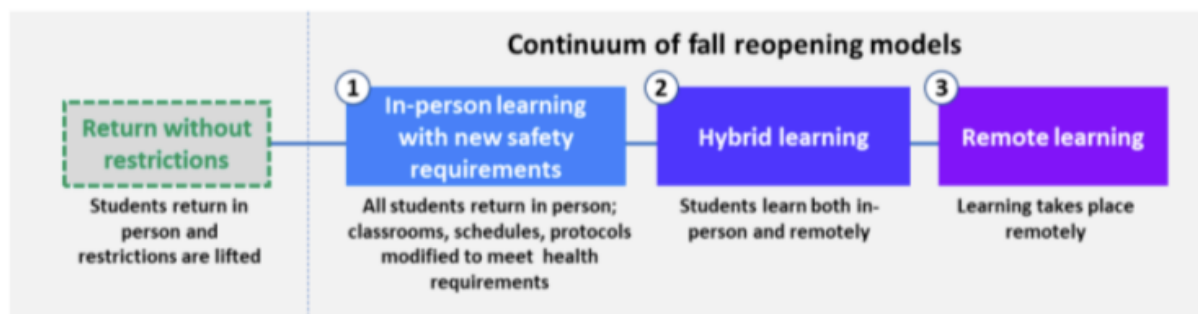 Continuum of fall reopening models
Return without
restrictions
Students return in
person and
restrictions are lifted
1
In-person learning
with new safety
requirements
All students return in person;
classrooms, schedules, protocols
modified to meet health
requirements
2
Hybrid learning
Students learn both in-
person and remotely
3
Remote learning
Learning takes place
remotely